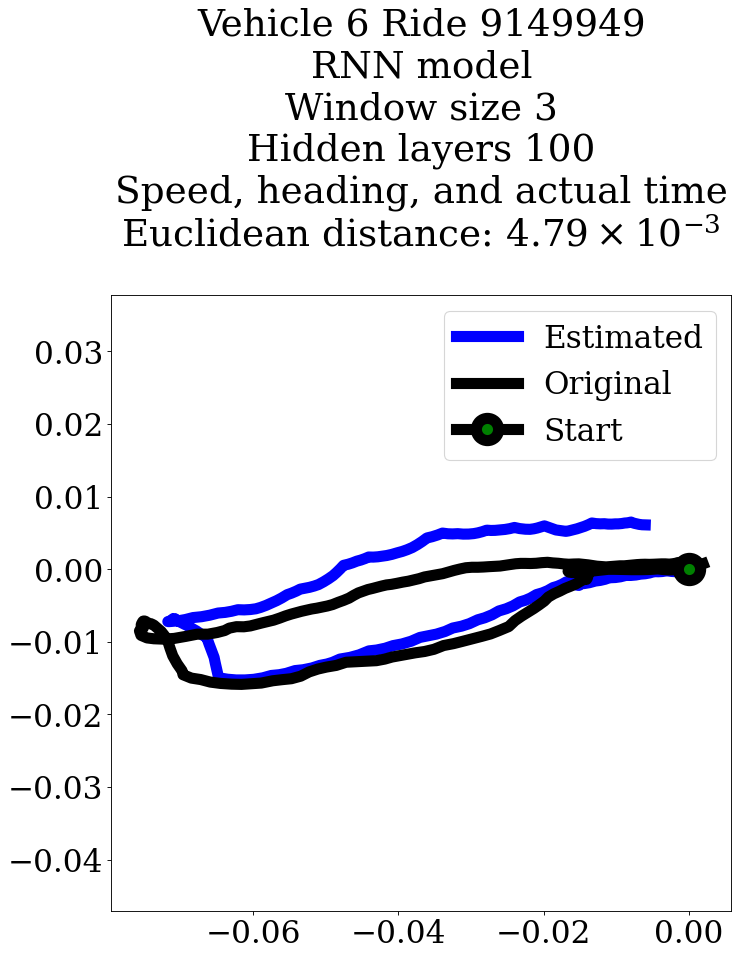 Vehicle 6 Ride 9149949
RNN model
Window size 3
Hidden layers 100
Speed, heading, and actual time
Euclidean distance: 4.79 × 10⁻³
Estimated
Original
Start
0.03
0.02
0.01
0.00
−0.01
−0.02
−0.03
−0.04
−0.06 −0.04 −0.02 0.00